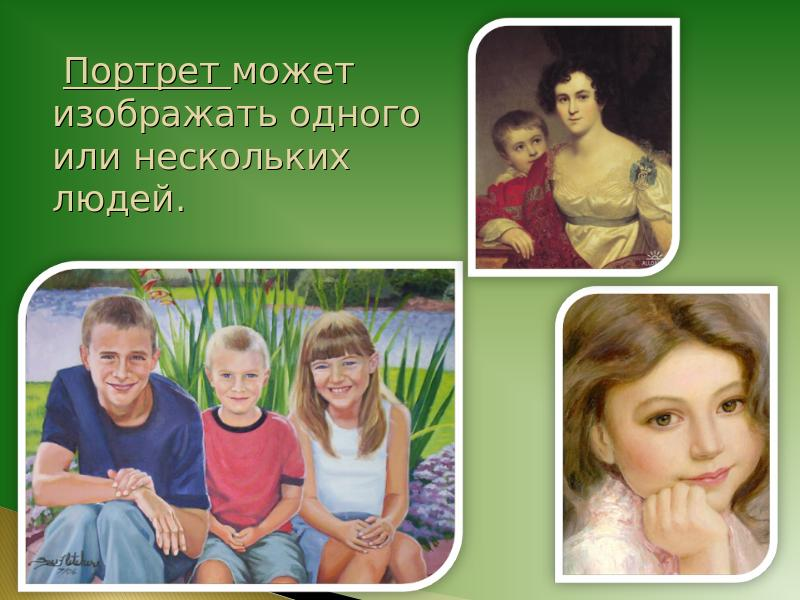 Портрет может
изображать одного
или нескольких
людей.